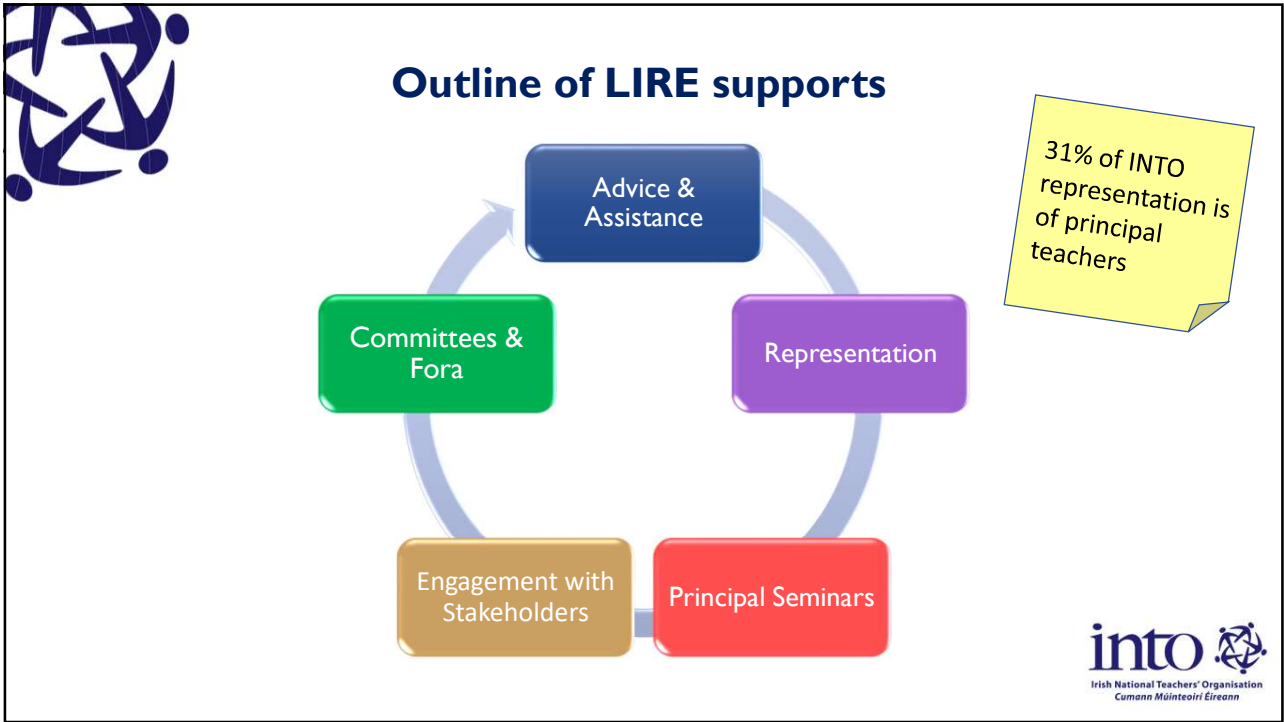 Outline of LIRE supports
31% of INTO
representation is
of principal
teachers
Advice &
Assistance
Representation
Principal Seminars
Engagement with
Stakeholders
Committees &
Fora
into
Irish National Teachers' Organisation
Cumann Múinteoirí Éireann